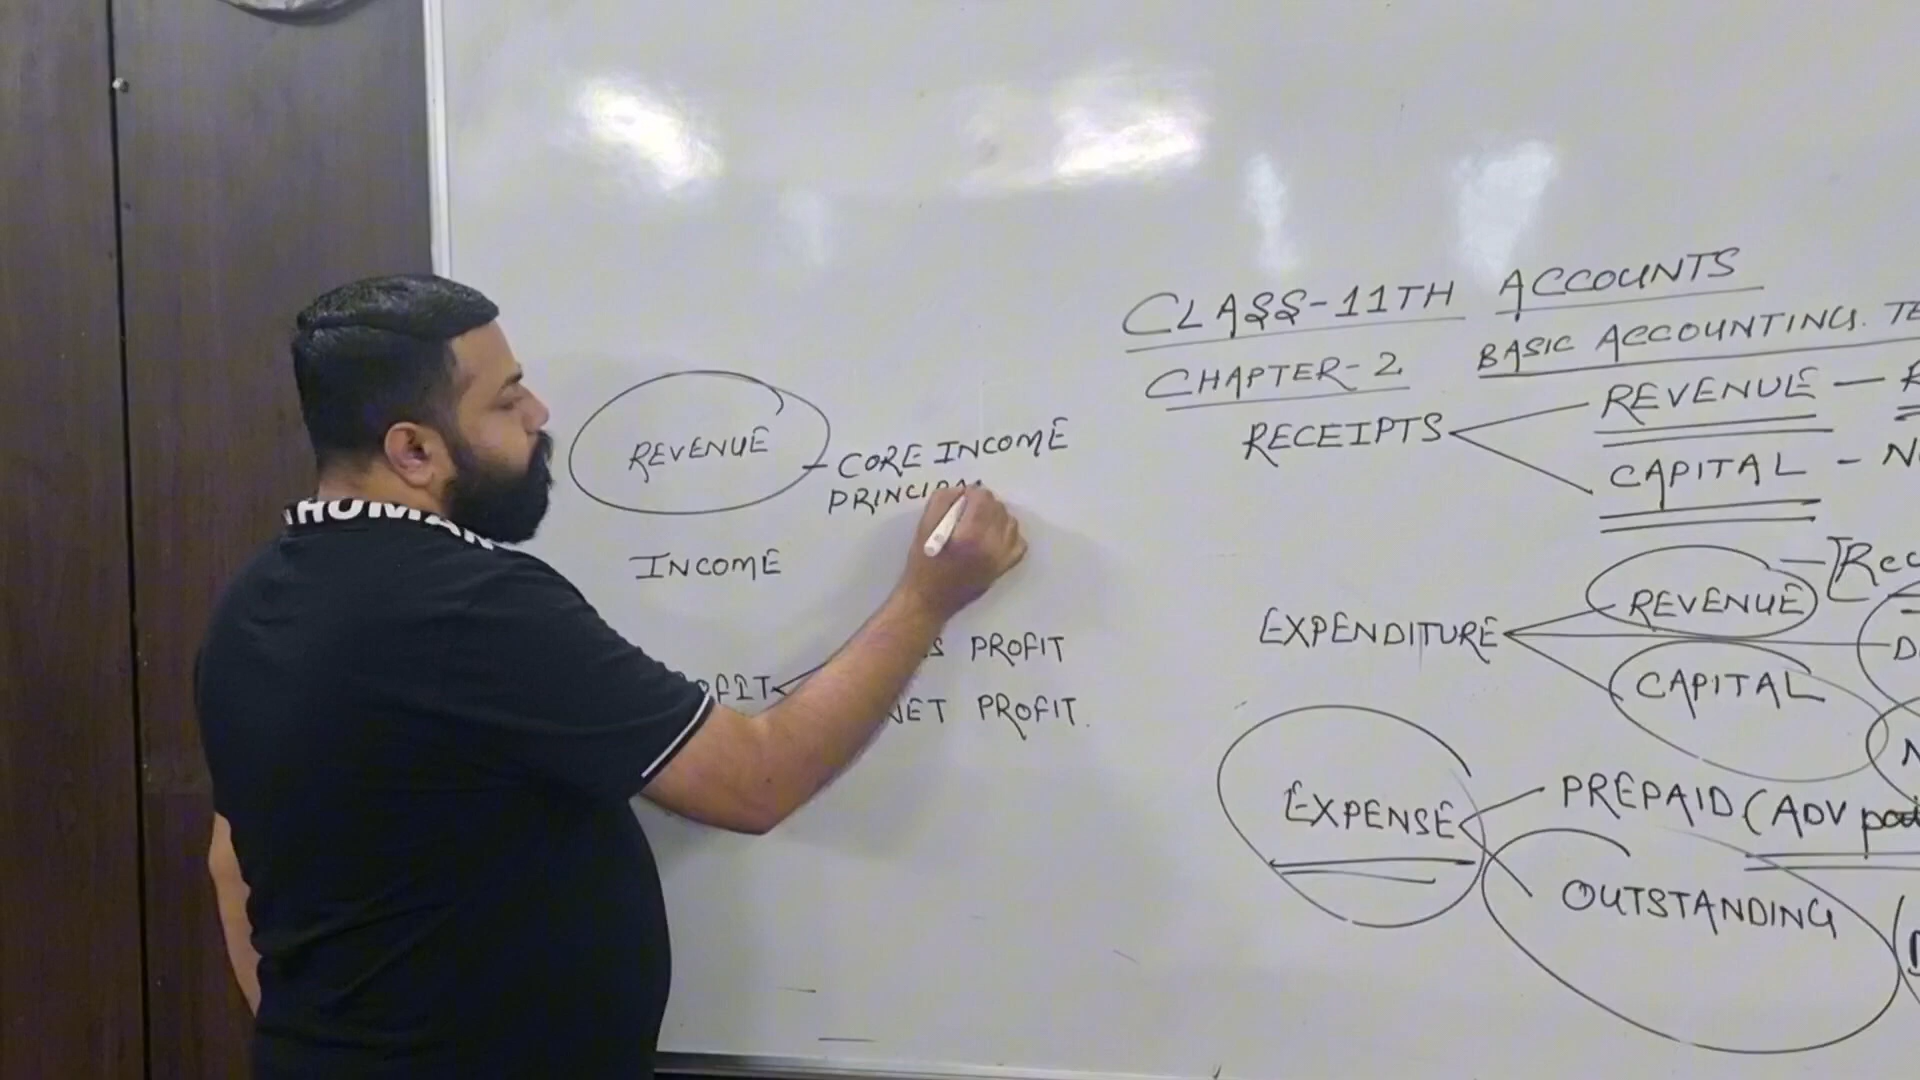 CLASS-11TH ACCOUNTS
CHAPTER-2 BASIC ACCOUNTING
RECEIPTS
REVENUE —
CAPITAL —
EXPENDITURE
REVENUE
CAPITAL
EXPENSE
PREPAID (ADV
OUTSTANDING
REVENUE
— CORE INCOME
INCOME
PROFIT
NET PROFIT